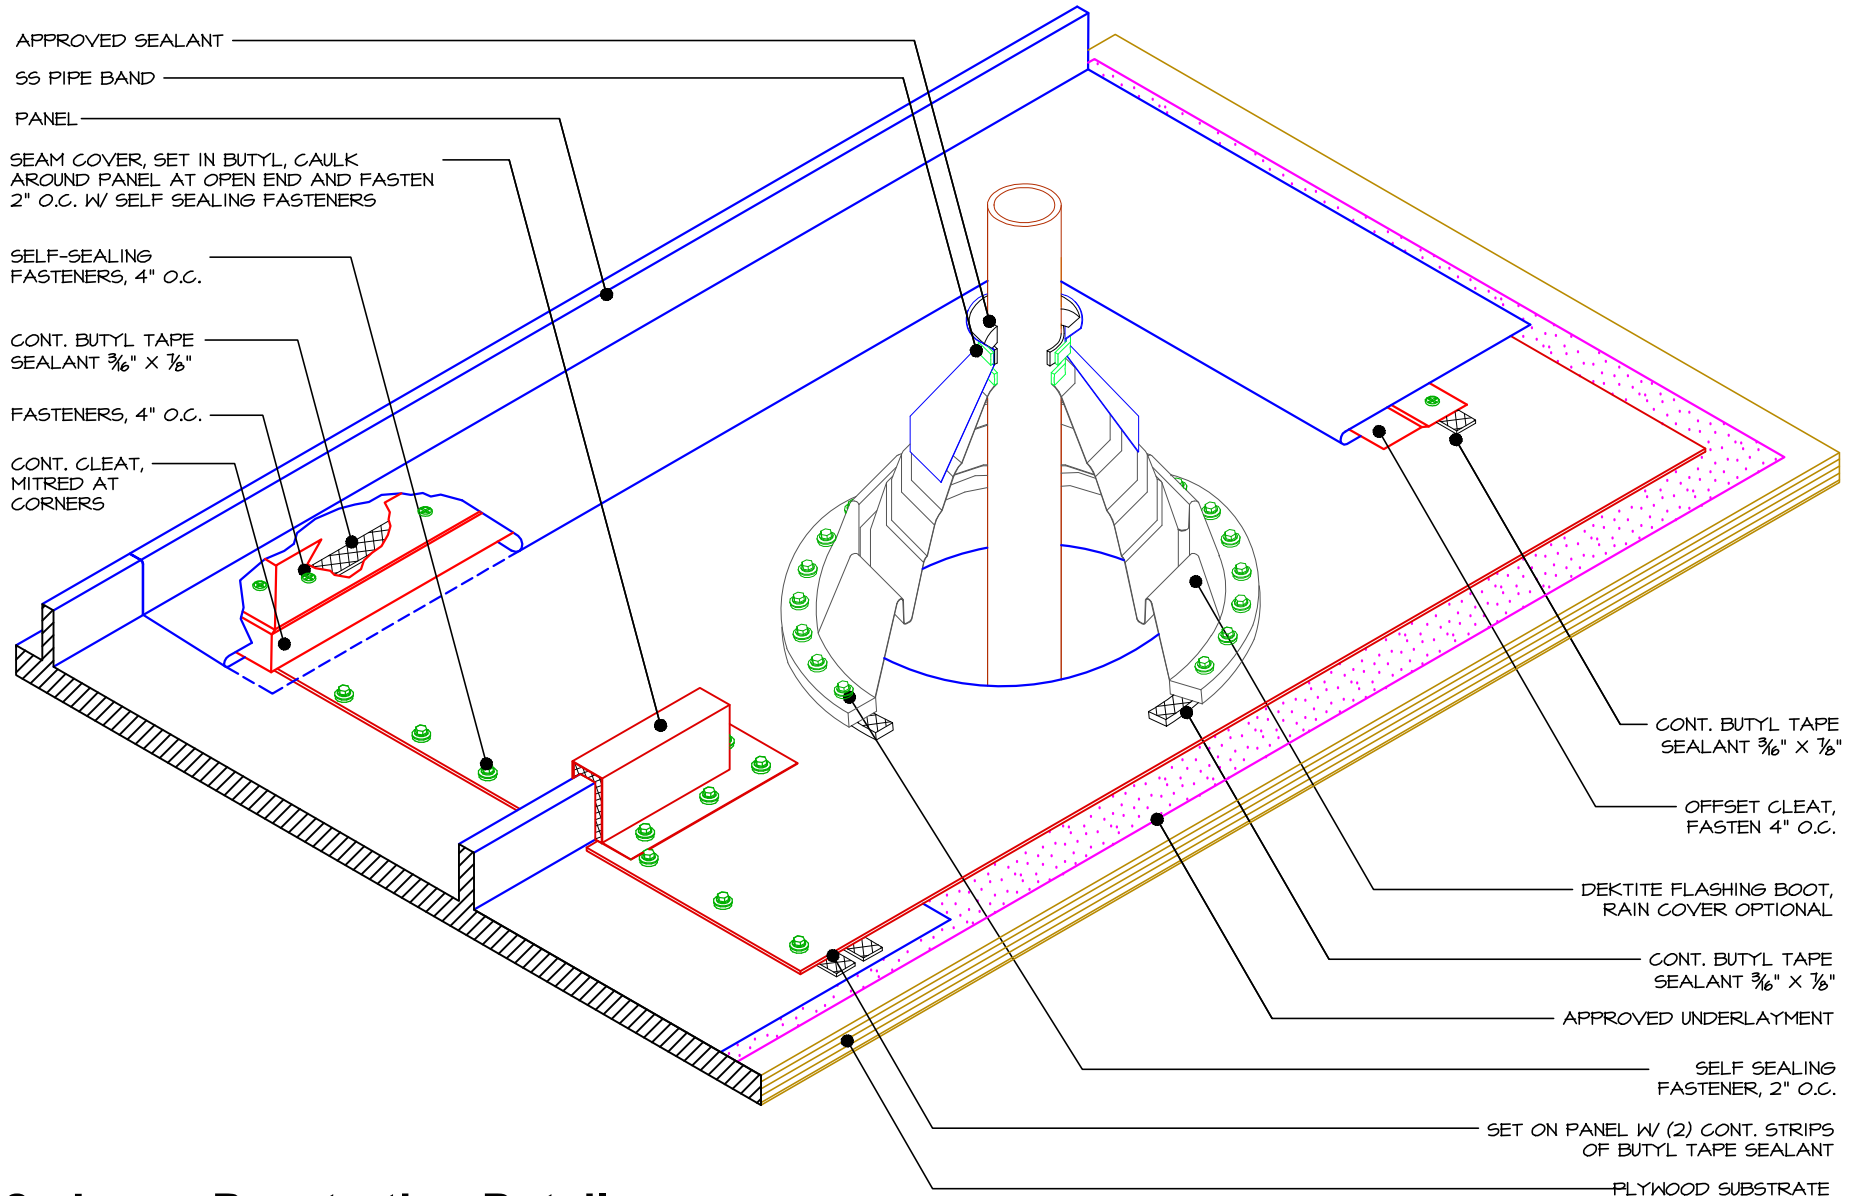 APPROVED SEALANT
SS PIPE BAND
PANEL
SEAM COVER, SET IN BUTYL, CAULK
AROUND PANEL AT OPEN END AND FASTEN
2" O.C. W/ SELF SEALING FASTENERS
SELF-SEALING
FASTENERS, 4" O.C.
CONT. BUTYL TAPE
SEALANT 3/16" X 7/8"
FASTENERS, 4" O.C.
CONT. CLEAT,
MITRED AT
CORNERS
CONT. BUTYL TAPE
SEALANT 3/16" X 7/8"
OFFSET CLEAT,
FASTEN 4" O.C.
DEKTITE FLASHING BOOT,
RAIN COVER OPTIONAL
CONT. BUTYL TAPE
SEALANT 3/16" X 7/8"
APPROVED UNDERLAYMENT
SELF SEALING
FASTENER, 2" O.C.
SET ON PANEL W/ (2) CONT. STRIPS
OF BUTYL TAPE SEALANT
PLYWOOD SUBSTRATE